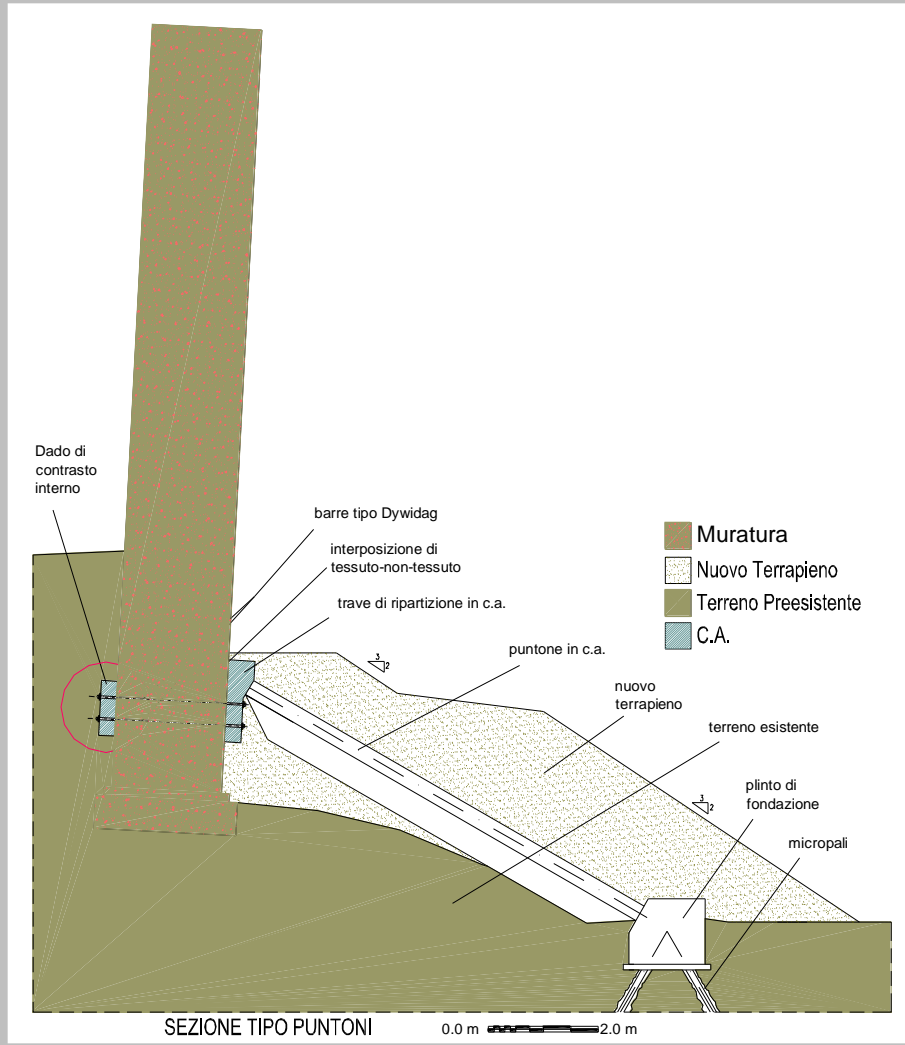 Dado di
contrasto
interno
barre tipo Dywidag
interposizione di
tessuto-non-tessuto
trave di ripartizione in c.a.
puntone in c.a.
nuovo
terrapieno
terreno esistente
plinto di
fondazione
micropali
3
2
3
2
Muratura
Nuovo Terrapieno
Terreno Preesistente
C.A.
SEZIONE TIPO PUNTONI
0.0 m 2.0 m